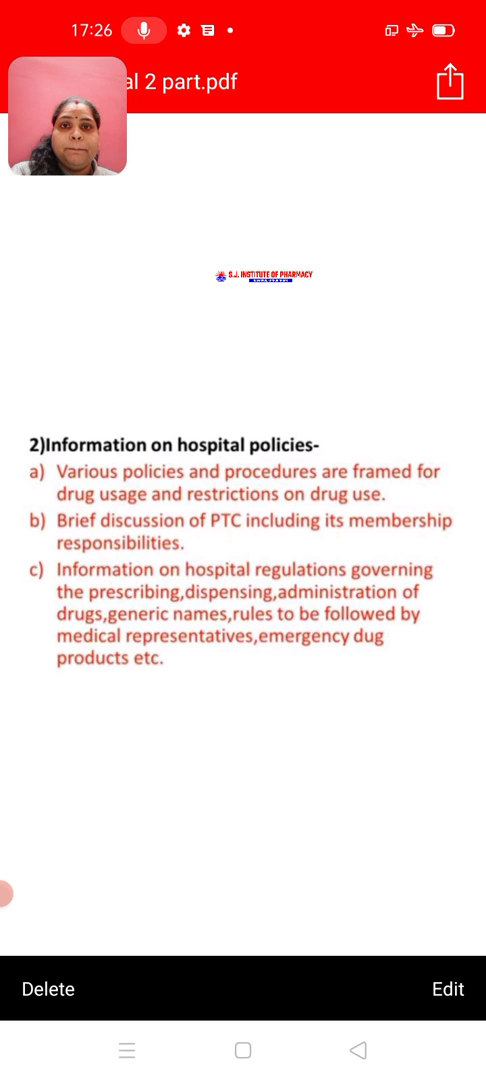 17:26
al 2 part.pdf
S.J. INSTITUTE OF PHARMACY
2)Information on hospital policies-
a) Various policies and procedures are framed for
drug usage and restrictions on drug use.
b) Brief discussion of PTC including its membership
responsibilities.
c) Information on hospital regulations governing
the prescribing,dispensing,administration of
drugs,generic names,rules to be followed by
medical representatives,emergency dug
products etc.
Delete
Edit